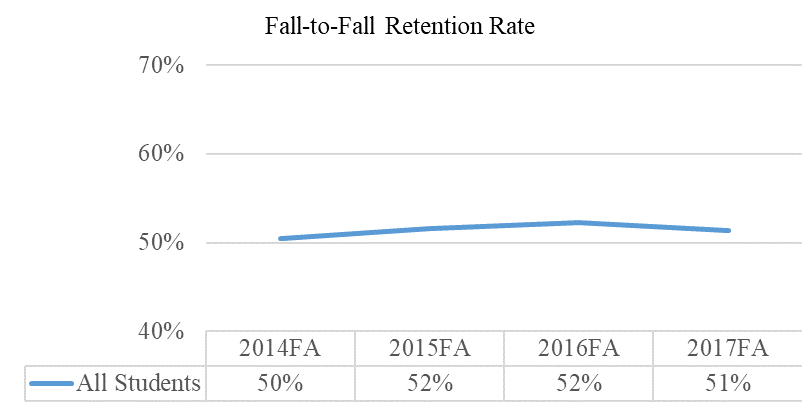 Fall-to-Fall Retention Rate
70%
60%
50%
40%
2014FA 2015FA 2016FA 2017FA
All Students 50% 52% 52% 51%